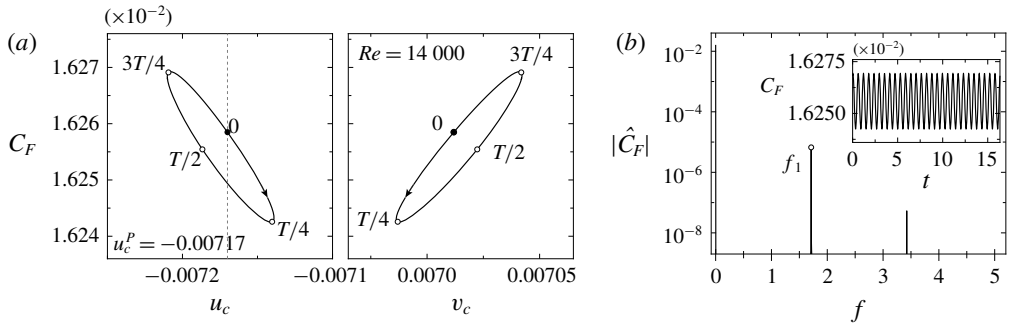 (×10⁻²)
(a)
1.627
1.626
1.625
1.624
C_F
3T/4
0
T/2
T/4
u_c^P = −0.00717
−0.0072
−0.0071
u_c
Re = 14 000
3T/4
0
T/2
T/4
0.0070
0.00705
v_c
(b)
10⁻²
10⁻⁴
10⁻⁶
10⁻⁸
|Ĉ_F|
f₁
0 1 2 3 4 5
f
(×10⁻²)
1.6275
C_F
1.6250
0 5 10 15
t